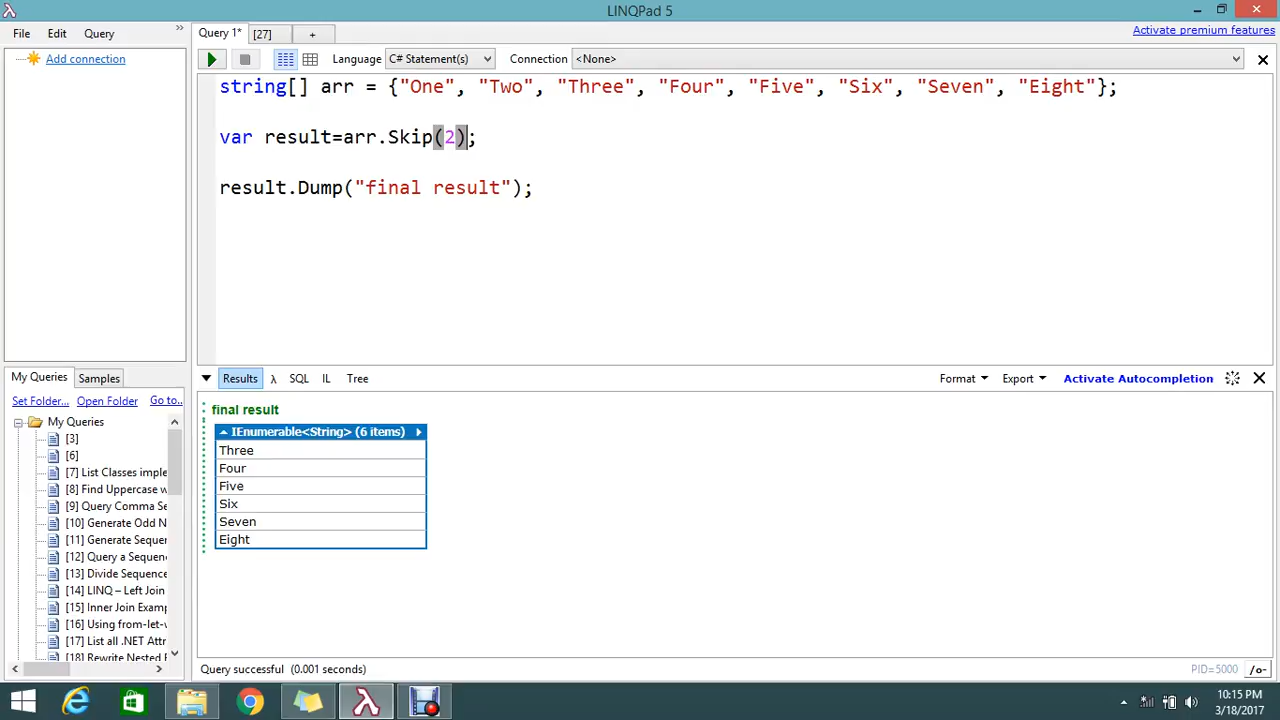 LINQPad 5
File Edit Query »
Query 1* [27] +
Activate premium features
Add connection
Language C# Statement(s) Connection <None>
string[] arr = {"One", "Two", "Three", "Four", "Five", "Six", "Seven", "Eight"};
var result=arr.Skip(2);
result.Dump("final result");
My Queries Samples
Set Folder... Open Folder Go to..
My Queries
[3]
[6]
[7] List Classes imple
[8] Find Uppercase w
[9] Query Comma Se
[10] Generate Odd N
[11] Generate Sequer
[12] Query a Sequenc
[13] Divide Sequence
[14] LINQ – Left Join
[15] Inner Join Examp
[16] Using from-let-v
[17] List all .NET Attr
[18] Rewrite Nested F
Results λ SQL IL Tree
Format Export Activate Autocompletion
final result
IEnumerable<String> (6 items)
Three
Four
Five
Six
Seven
Eight
Query successful (0.001 seconds)
PID=5000 /o-
10:15 PM
3/18/2017